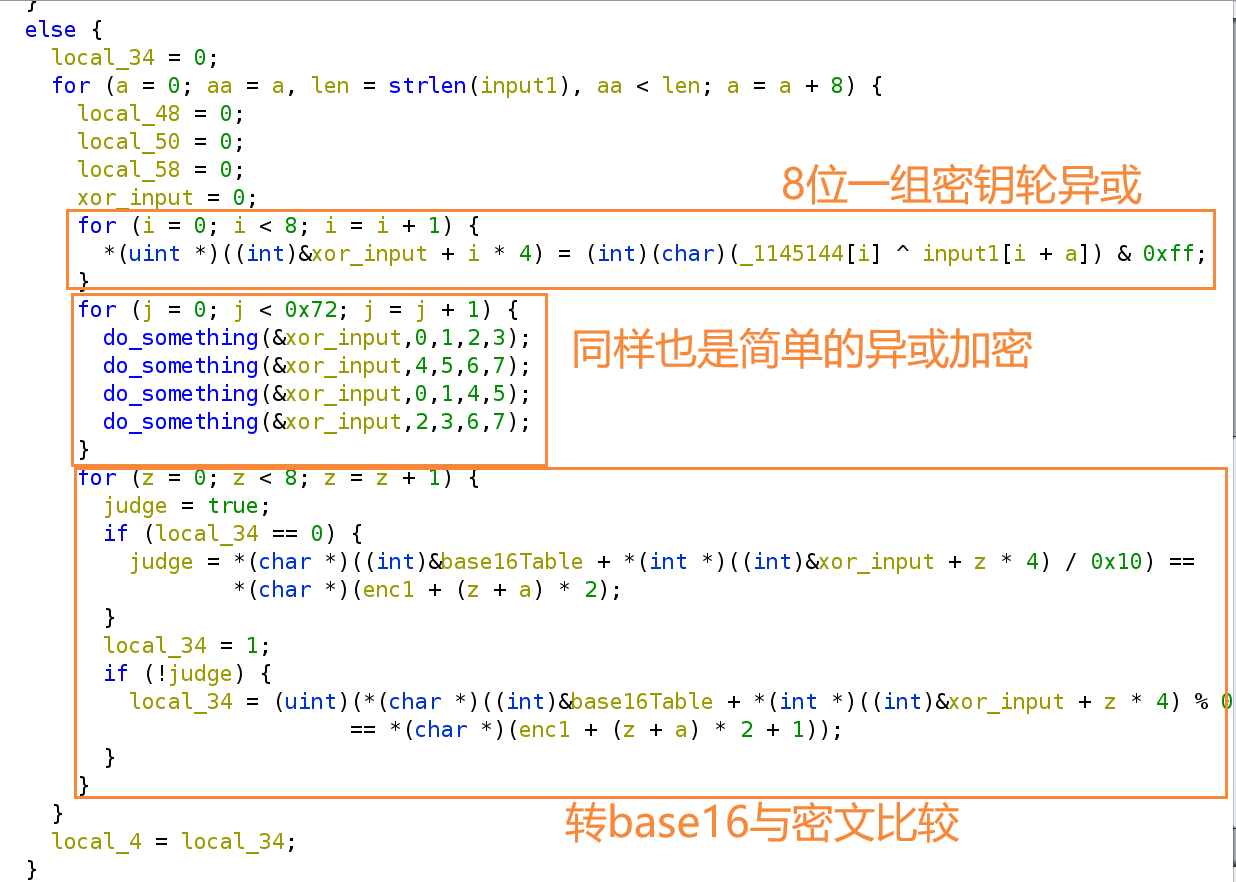 }
else {
local_34 = 0;
for (a = 0; aa = a, len = strlen(input1), aa < len; a = a + 8) {
local_48 = 0;
local_50 = 0;
local_58 = 0;
xor_input = 0;
8位一组密钥轮异或
for (i = 0; i < 8; i = i + 1) {
*(uint *)((int)&xor_input + i * 4) = (int)(char)(_1145144[i] ^ input1[i + a]) & 0xff;
}
for (j = 0; j < 0x72; j = j + 1) {
do_something(&xor_input,0,1,2,3);
同样也是简单的异或加密
do_something(&xor_input,4,5,6,7);
do_something(&xor_input,0,1,4,5);
do_something(&xor_input,2,3,6,7);
}
for (z = 0; z < 8; z = z + 1) {
judge = true;
if (local_34 == 0) {
judge = *(char *)((int)&base16Table + *(int *)((int)&xor_input + z * 4) / 0x10) ==
*(char *)(enc1 + (z + a) * 2);
}
local_34 = 1;
if (!judge) {
local_34 = (uint)(*(char *)((int)&base16Table + *(int *)((int)&xor_input + z * 4) % 0
== *(char *)(enc1 + (z + a) * 2 + 1));
}
}
}
转base16与密文比较
local_4 = local_34;
}